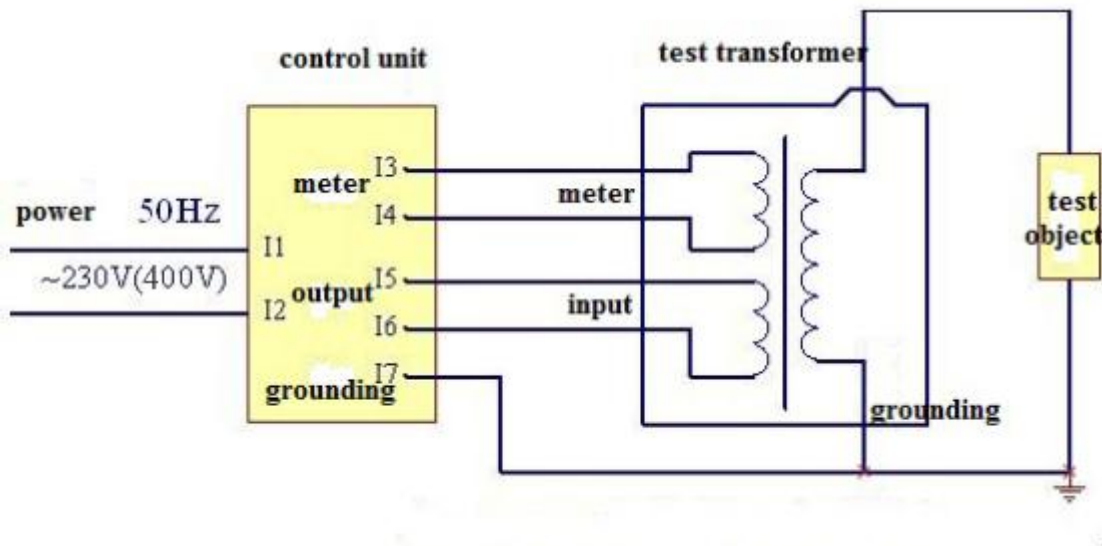 control unit
test transformer
power 50Hz
~230V(400V)
I1
I2
meter
I3
I4
output
I5
I6
I7
grounding
meter
input
grounding
test
object